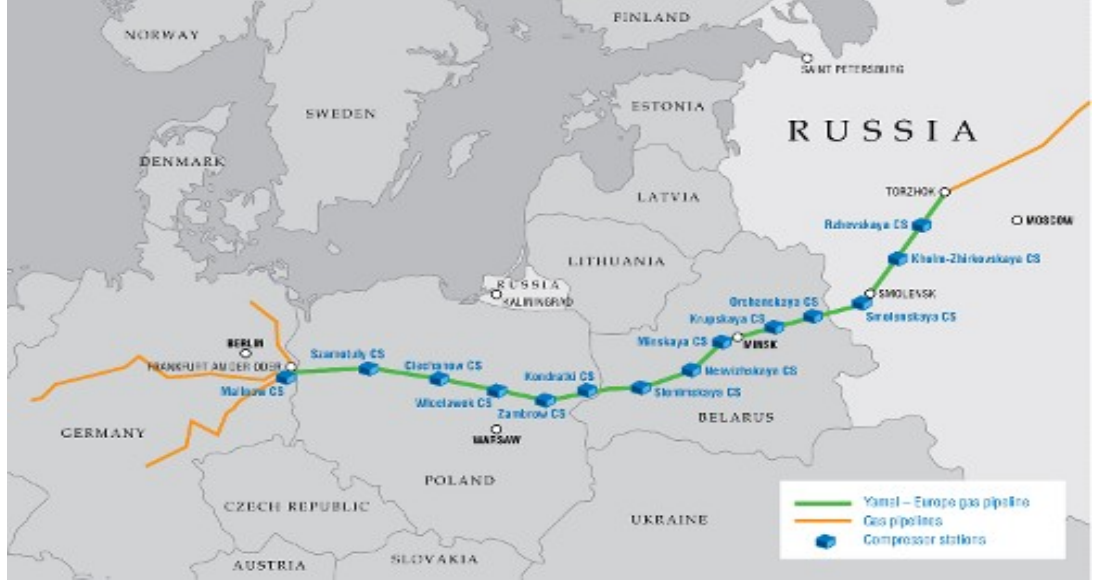 FINLAND
NORWAY
SAINT PETERSBURG
ESTONIA
SWEDEN
RUSSIA
DENMARK
LATVIA
TORZHOK
MOSCOW
Rzhevskaya CS
LITHUANIA
Kholm-Zhirkovskaya CS
RUSSIA
KALININGRAD
SMOLENSK
Orchanskaya CS
Smolenskaya CS
Krupskaya CS
Minskaya CS
MINSK
BERLIN
Szamotuly CS
FRANKFURT AN DER ODER
Ciechanow CS
Nesvizhskaya CS
Kondratki CS
Mallnow CS
Sloninskaya CS
Wloclawek CS
Zambrow CS
BELARUS
GERMANY
WARSAW
POLAND
CZECH REPUBLIC
UKRAINE
SLOVAKIA
AUSTRIA
Yamal – Europe gas pipeline
Gas pipelines
Compressor stations